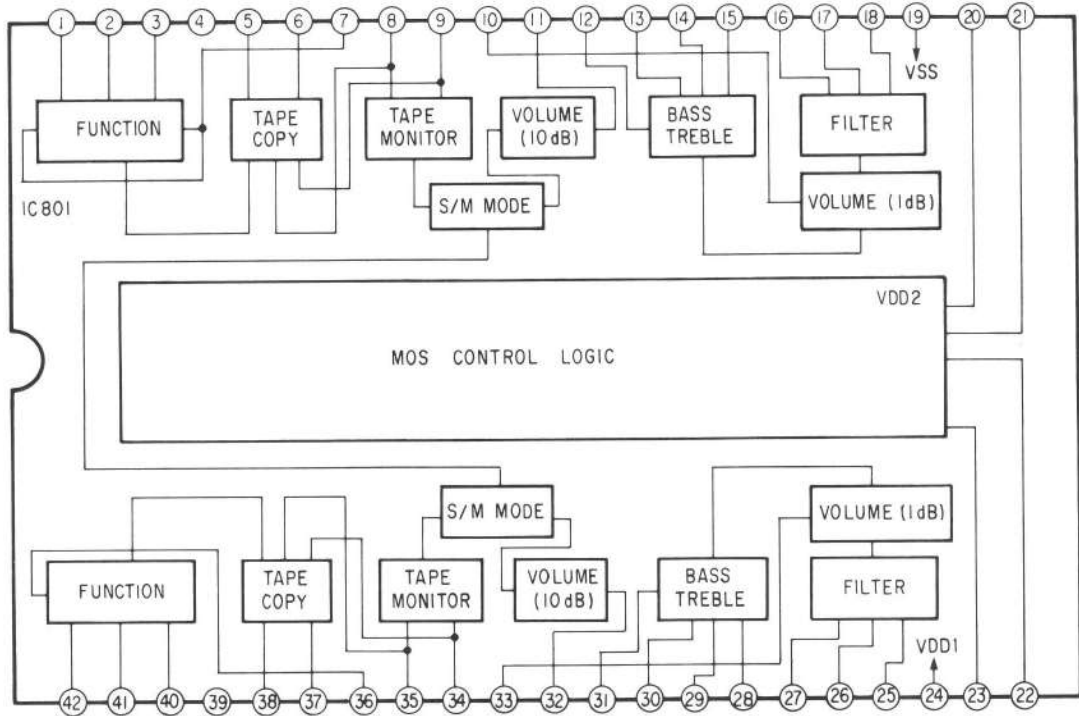 1 2 3 4 5 6 7 8 9 10 11 12 13 14 15 16 17 18 19 20 21
VSS
FUNCTION
TAPE
COPY
TAPE
MONITOR
VOLUME
(10dB)
BASS
TREBLE
FILTER
IC801
S/M MODE
VOLUME (1dB)
VDD2
MOS CONTROL LOGIC
S/M MODE
VOLUME (1dB)
FUNCTION
TAPE
COPY
TAPE
MONITOR
VOLUME
(10dB)
BASS
TREBLE
FILTER
VDD1
42 41 40 39 38 37 36 35 34 33 32 31 30 29 28 27 26 25 24 23 22